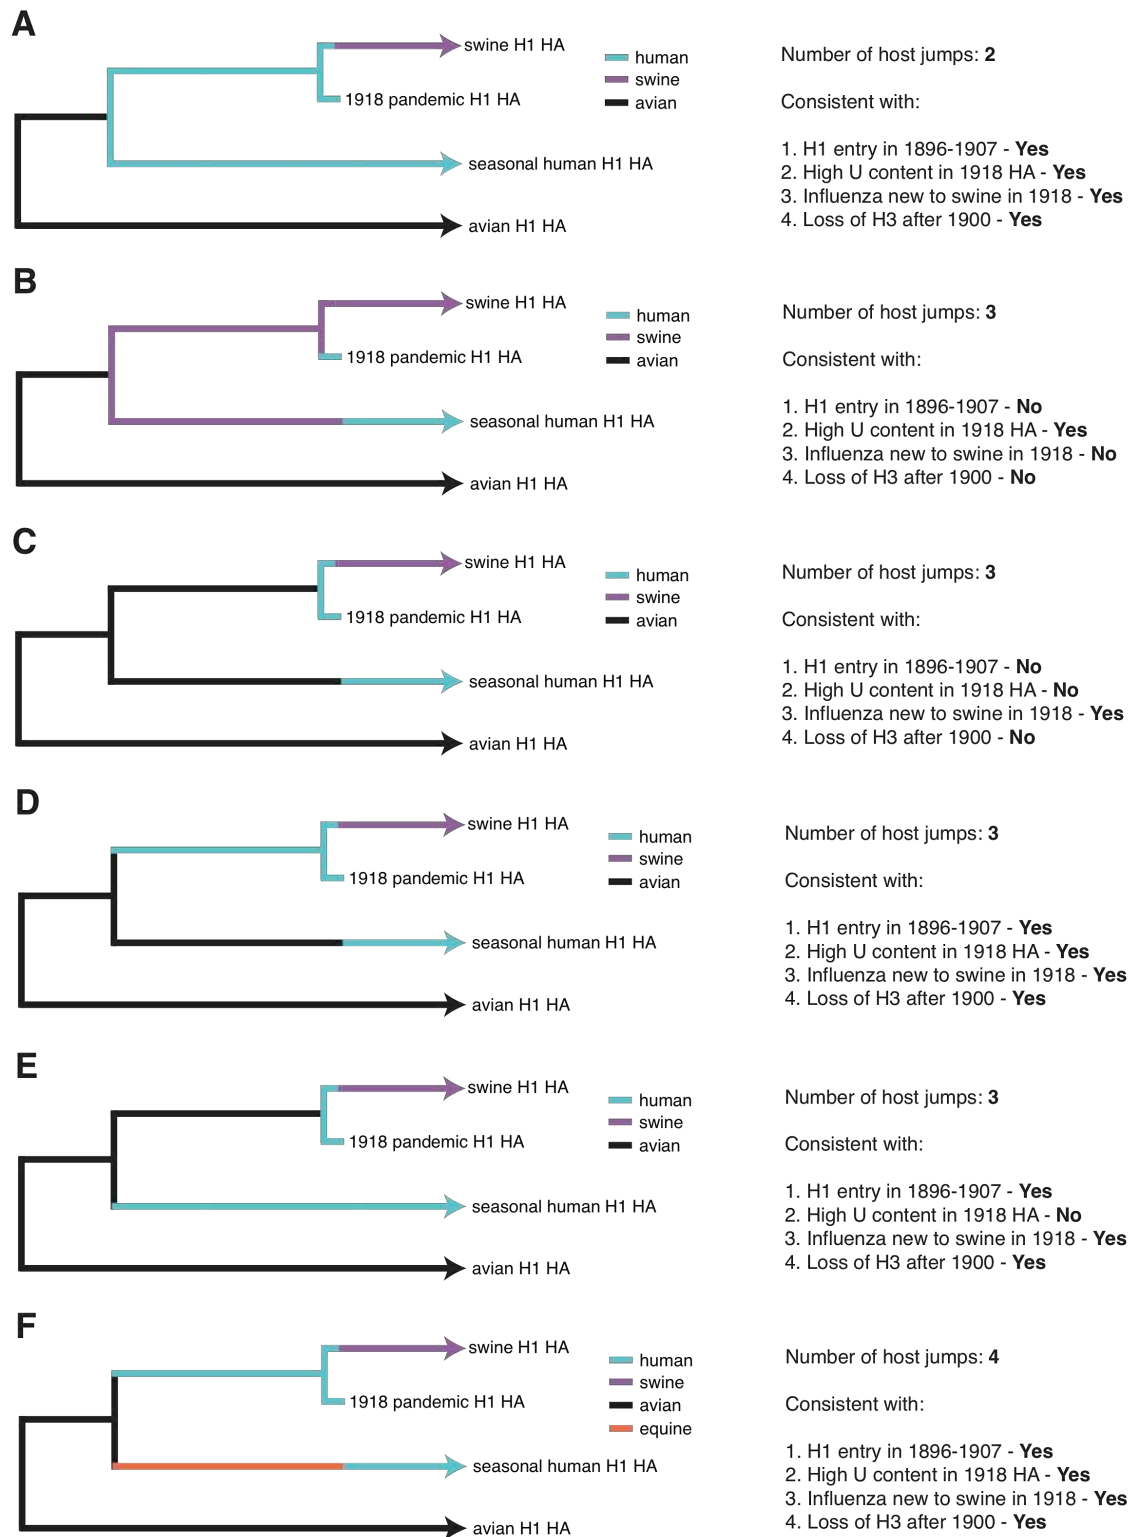 A
swine H1 HA
1918 pandemic H1 HA
seasonal human H1 HA
avian H1 HA
human
swine
avian
Number of host jumps: 2
Consistent with:
1. H1 entry in 1896-1907 - Yes
2. High U content in 1918 HA - Yes
3. Influenza new to swine in 1918 - Yes
4. Loss of H3 after 1900 - Yes
B
swine H1 HA
1918 pandemic H1 HA
seasonal human H1 HA
avian H1 HA
human
swine
avian
Number of host jumps: 3
Consistent with:
1. H1 entry in 1896-1907 - No
2. High U content in 1918 HA - Yes
3. Influenza new to swine in 1918 - No
4. Loss of H3 after 1900 - No
C
swine H1 HA
1918 pandemic H1 HA
seasonal human H1 HA
avian H1 HA
human
swine
avian
Number of host jumps: 3
Consistent with:
1. H1 entry in 1896-1907 - No
2. High U content in 1918 HA - No
3. Influenza new to swine in 1918 - Yes
4. Loss of H3 after 1900 - No
D
swine H1 HA
1918 pandemic H1 HA
seasonal human H1 HA
avian H1 HA
human
swine
avian
Number of host jumps: 3
Consistent with:
1. H1 entry in 1896-1907 - Yes
2. High U content in 1918 HA - Yes
3. Influenza new to swine in 1918 - Yes
4. Loss of H3 after 1900 - Yes
E
swine H1 HA
1918 pandemic H1 HA
seasonal human H1 HA
avian H1 HA
human
swine
avian
Number of host jumps: 3
Consistent with:
1. H1 entry in 1896-1907 - Yes
2. High U content in 1918 HA - No
3. Influenza new to swine in 1918 - Yes
4. Loss of H3 after 1900 - Yes
F
swine H1 HA
1918 pandemic H1 HA
seasonal human H1 HA
avian H1 HA
human
swine
avian
equine
Number of host jumps: 4
Consistent with:
1. H1 entry in 1896-1907 - Yes
2. High U content in 1918 HA - Yes
3. Influenza new to swine in 1918 - Yes
4. Loss of H3 after 1900 - Yes